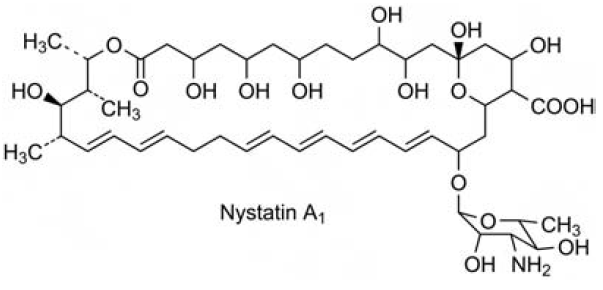 OH OH OH
H₃C O
HO O OH OH OH OH O COOH
CH₃
H₃C
O
Nystatin A₁ O CH₃
OH NH₂ OH